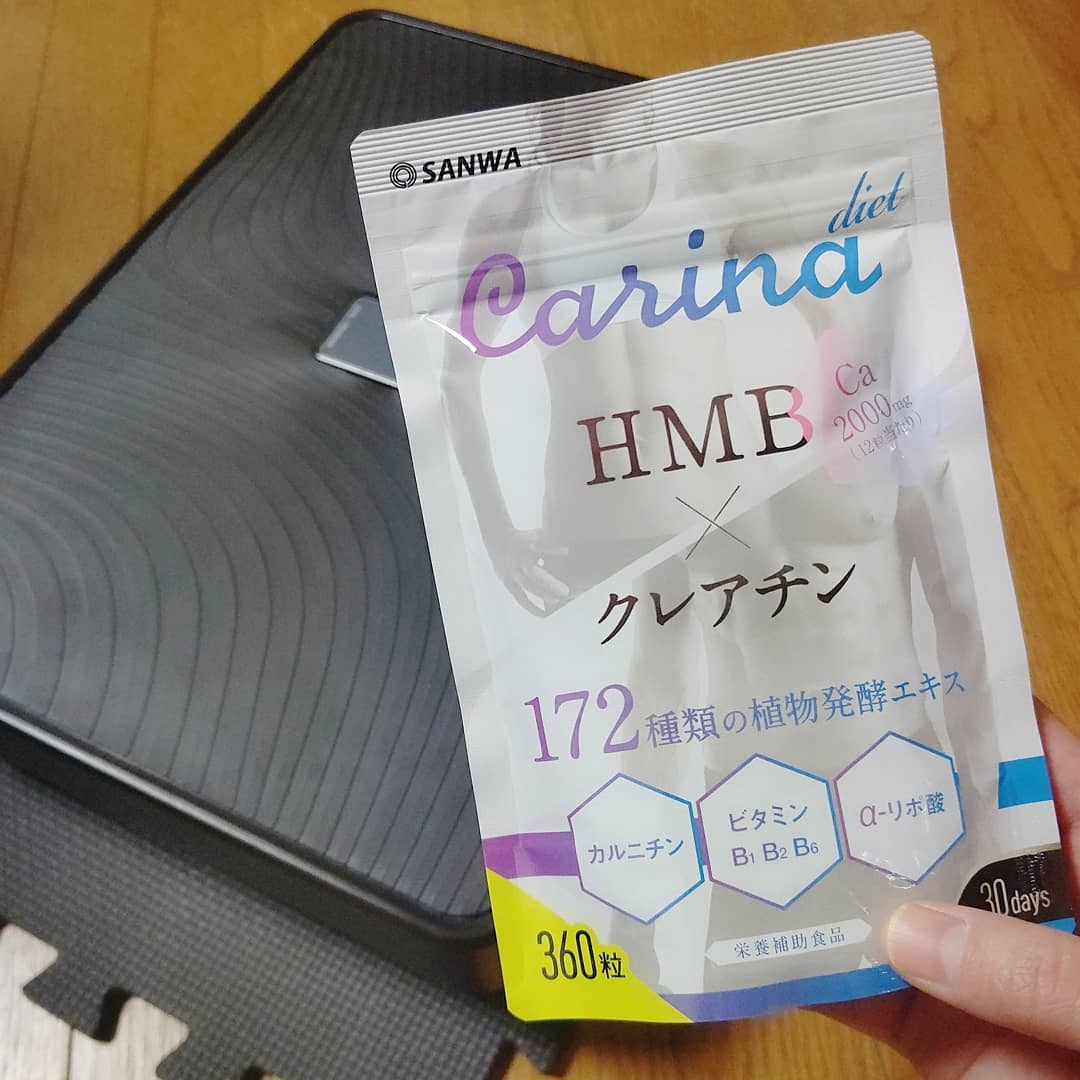 SANWA
diet
Carina
HMB
Ca
2000mg
(12粒当たり)
×
クレアチン
172種類の植物発酵エキス
カルニチン
ビタミン
B1 B2 B6
α-リポ酸
30days
360粒
栄養補助食品